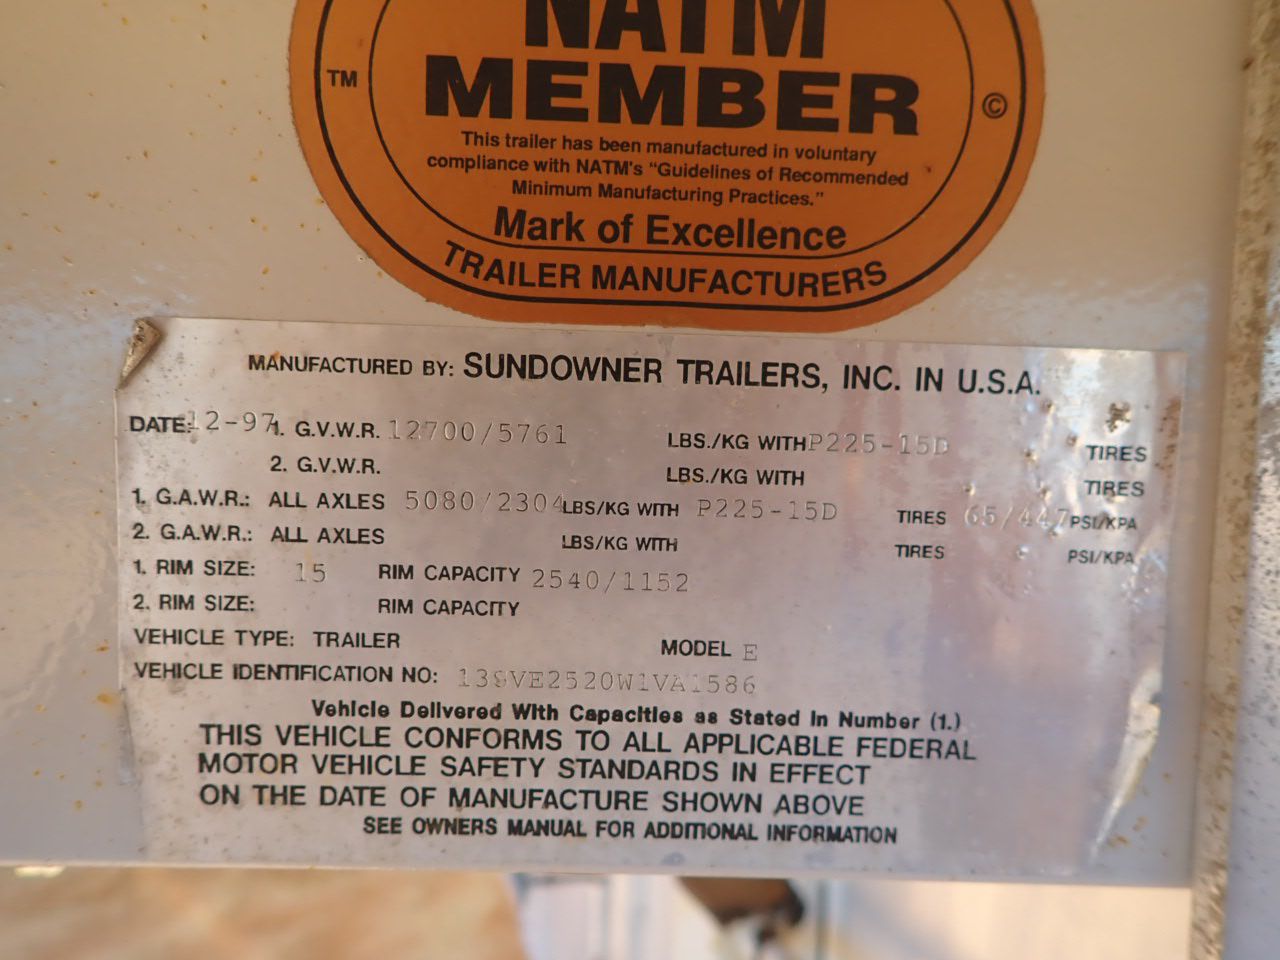 NATM
TM MEMBER ©
This trailer has been manufactured in voluntary
compliance with NATM's "Guidelines of Recommended
Minimum Manufacturing Practices."
Mark of Excellence
TRAILER MANUFACTURERS
MANUFACTURED BY: SUNDOWNER TRAILERS, INC. IN U.S.A.
DATE: 12-97 1. G.V.W.R. 12700/5761 LBS./KG WITH P225-15D TIRES
2. G.V.W.R. LBS./KG WITH TIRES
1. G.A.W.R.: ALL AXLES 5080/2304 LBS/KG WITH P225-15D TIRES 65/447 PSI/KPA
2. G.A.W.R.: ALL AXLES LBS/KG WITH TIRES PSI/KPA
1. RIM SIZE: 15 RIM CAPACITY 2540/1152
2. RIM SIZE: RIM CAPACITY
VEHICLE TYPE: TRAILER MODEL E
VEHICLE IDENTIFICATION NO: 139VE2520W1VA1586
Vehicle Delivered With Capacities as Stated In Number (1.)
THIS VEHICLE CONFORMS TO ALL APPLICABLE FEDERAL
MOTOR VEHICLE SAFETY STANDARDS IN EFFECT
ON THE DATE OF MANUFACTURE SHOWN ABOVE
SEE OWNERS MANUAL FOR ADDITIONAL INFORMATION